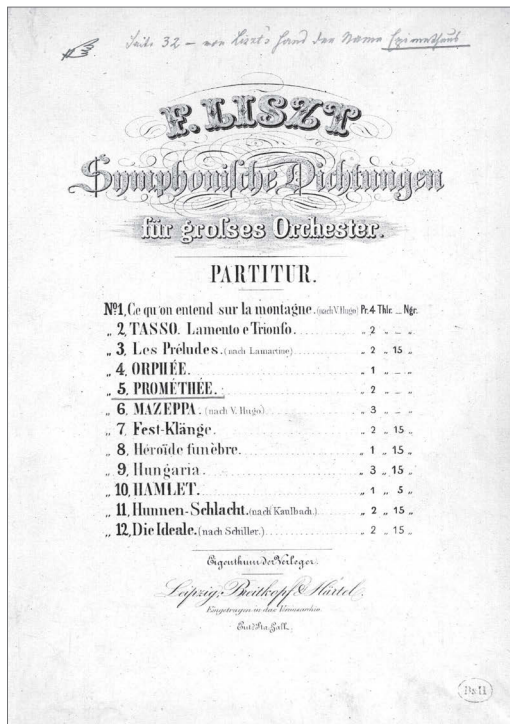 Seite 32 – von Liszt's Hand der Name Epimetheus
F. LISZT
Symphonische Dichtungen
für grosses Orchester.
PARTITUR.
No 1, Ce qu'on entend sur la montagne. (nach V. Hugo) Pr. 4 Thlr. _ Ngr.
„ 2, TASSO. Lamento e Trionfo. „ 2 „ _ „
„ 3, Les Préludes. (nach Lamartine) „ 2 „ 15 „
„ 4, ORPHÉE. „ 1 „ _ „
„ 5, PROMÉTHÉE. „ 2 „ _ „
„ 6, MAZEPPA. (nach V. Hugo) „ 3 „ _ „
„ 7, Fest-Klänge. „ 2 „ 15 „
„ 8, Héroïde funèbre. „ 1 „ 15 „
„ 9, Hungaria. „ 3 „ 15 „
„ 10, HAMLET. „ 1 „ 5 „
„ 11, Hunnen-Schlacht. (nach Kaulbach.) „ 2 „ 15 „
„ 12, Die Ideale. (nach Schiller.) „ 2 „ 15 „
Eigenthum der Verleger.
Leipzig, Breitkopf & Härtel.
Eingetragen in das Vereinsarchiv.
Ent. Sta. Hall.